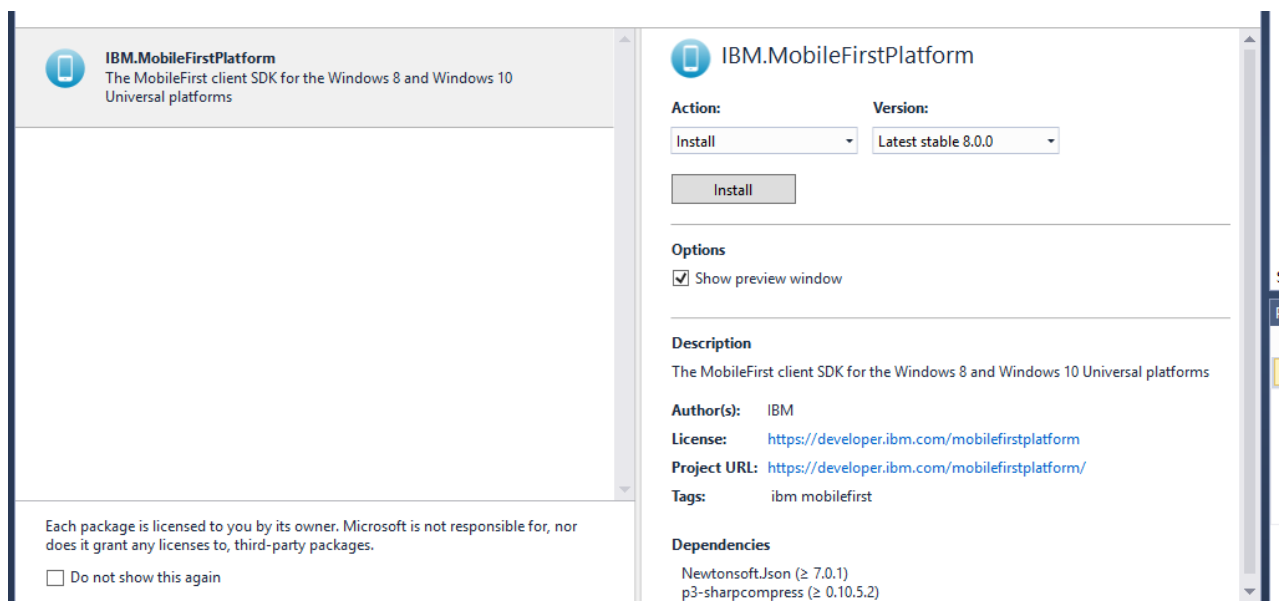 IBM.MobileFirstPlatform
The MobileFirst client SDK for the Windows 8 and Windows 10
Universal platforms
Each package is licensed to you by its owner. Microsoft is not responsible for, nor
does it grant any licenses to, third-party packages.
Do not show this again
IBM.MobileFirstPlatform
Action: Version:
Install Latest stable 8.0.0
Install
Options
Show preview window
Description
The MobileFirst client SDK for the Windows 8 and Windows 10 Universal platforms
Author(s): IBM
License: https://developer.ibm.com/mobilefirstplatform
Project URL: https://developer.ibm.com/mobilefirstplatform/
Tags: ibm mobilefirst
Dependencies
Newtonsoft.Json (≥ 7.0.1)
p3-sharpcompress (≥ 0.10.5.2)